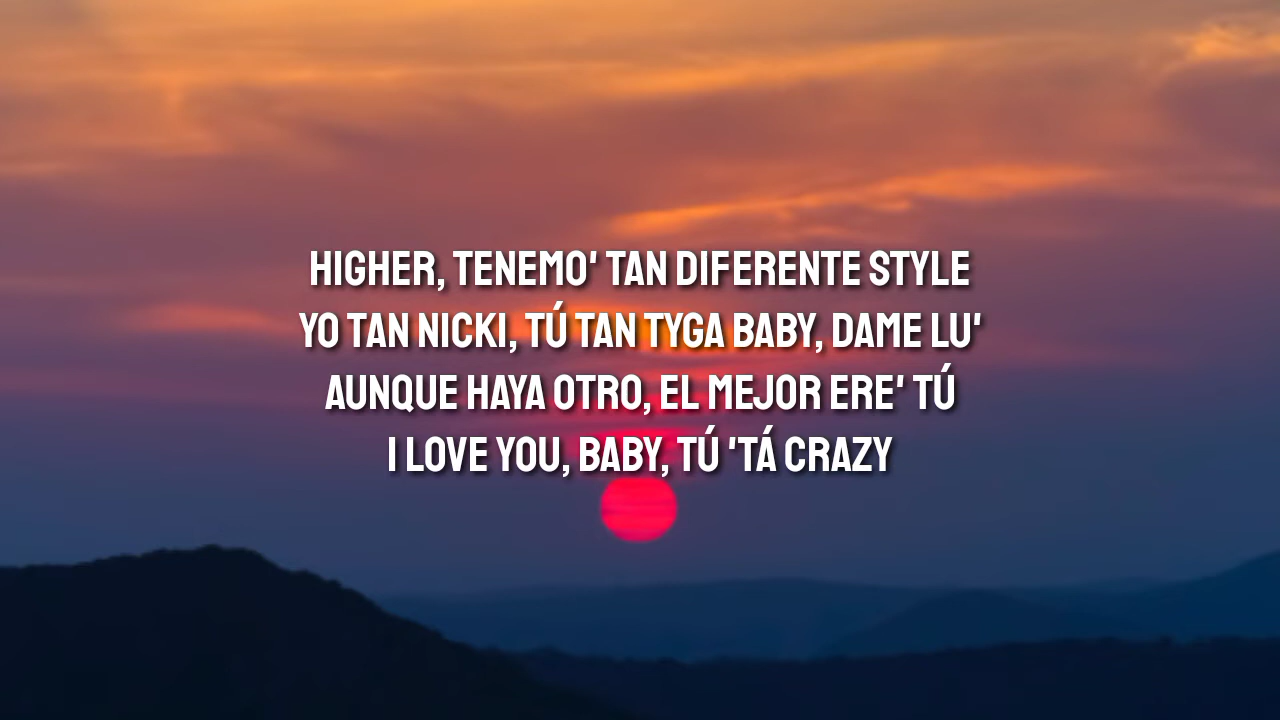 HIGHER, TENEMO' TAN DIFERENTE STYLE
YO TAN NICKI, TÚ TAN TYGA BABY, DAME LU'
AUNQUE HAYA OTRO, EL MEJOR ERE' TÚ
I LOVE YOU, BABY, TÚ 'TÁ CRAZY